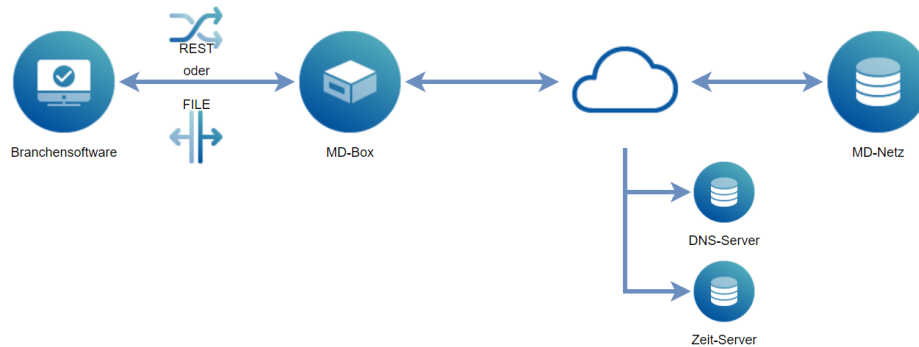 REST
oder
FILE
Branchensoftware
MD-Box
MD-Netz
DNS-Server
Zeit-Server